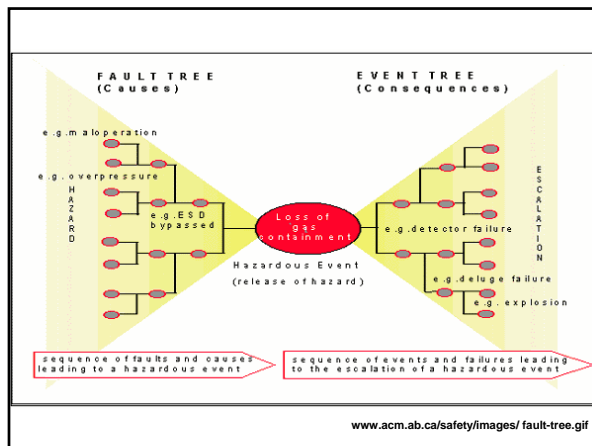 FAULT TREE
(Causes)
EVENT TREE
(Consequences)
e.g.maloperation
e.g.overpressure
HAZARD
e.g.ESD
bypassed
Loss of
gas
containment
Hazardous Event
(release of hazard)
e.g.detector failure
e.g.deluge failure
e.g. explosion
ESCALATION
sequence of faults and causes
leading to a hazardous event
sequence of events and failures leading
to the escalation of a hazardous event
www.acm.ab.ca/safety/images/ fault-tree.gif